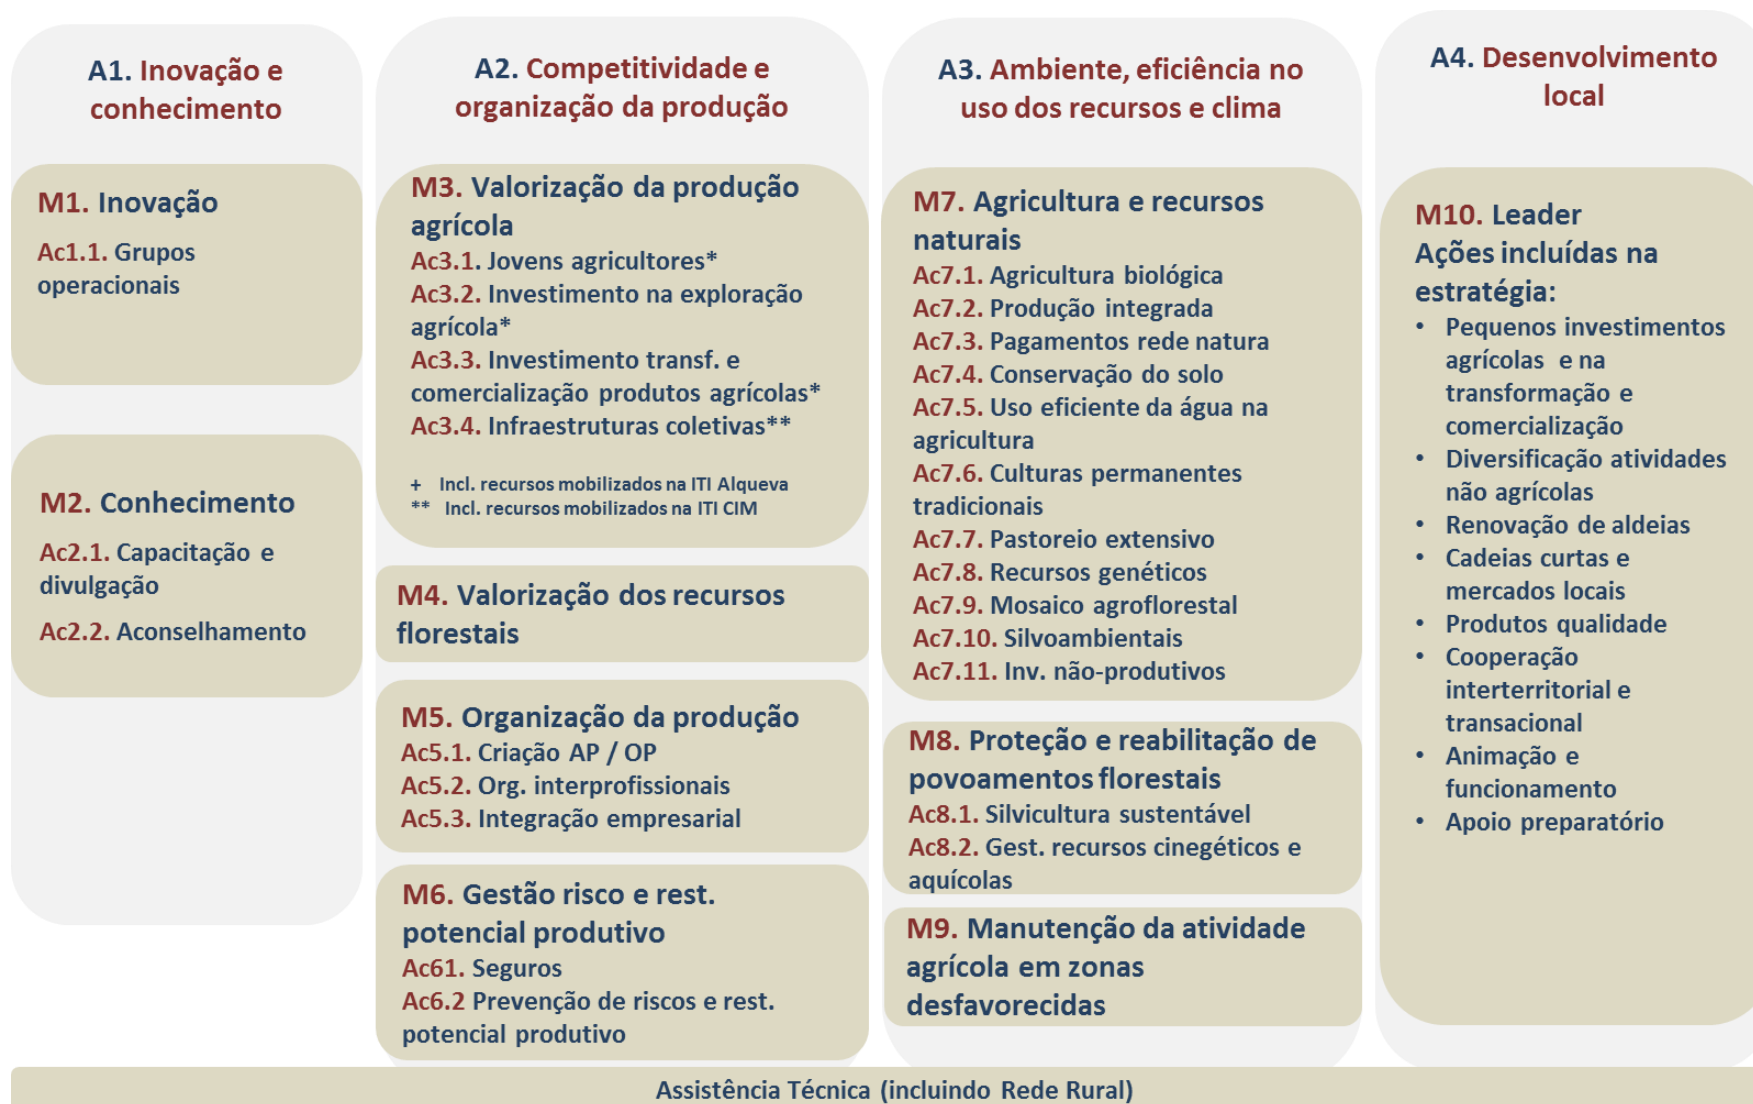 A1. Inovação e
conhecimento
M1. Inovação
Ac1.1. Grupos
operacionais
M2. Conhecimento
Ac2.1. Capacitação e
divulgação
Ac2.2. Aconselhamento
A2. Competitividade e
organização da produção
M3. Valorização da produção
agrícola
Ac3.1. Jovens agricultores*
Ac3.2. Investimento na exploração
agrícola*
Ac3.3. Investimento transf. e
comercialização produtos agrícolas*
Ac3.4. Infraestruturas coletivas**
+ Incl. recursos mobilizados na ITI Alqueva
** Incl. recursos mobilizados na ITI CIM
M4. Valorização dos recursos
florestais
M5. Organização da produção
Ac5.1. Criação AP / OP
Ac5.2. Org. interprofissionais
Ac5.3. Integração empresarial
M6. Gestão risco e rest.
potencial produtivo
Ac61. Seguros
Ac6.2 Prevenção de riscos e rest.
potencial produtivo
A3. Ambiente, eficiência no
uso dos recursos e clima
M7. Agricultura e recursos
naturais
Ac7.1. Agricultura biológica
Ac7.2. Produção integrada
Ac7.3. Pagamentos rede natura
Ac7.4. Conservação do solo
Ac7.5. Uso eficiente da água na
agricultura
Ac7.6. Culturas permanentes
tradicionais
Ac7.7. Pastoreio extensivo
Ac7.8. Recursos genéticos
Ac7.9. Mosaico agroflorestal
Ac7.10. Silvoambientais
Ac7.11. Inv. não-produtivos
M8. Proteção e reabilitação de
povoamentos florestais
Ac8.1. Silvicultura sustentável
Ac8.2. Gest. recursos cinegéticos e
aquícolas
M9. Manutenção da atividade
agrícola em zonas
desfavorecidas
A4. Desenvolvimento
local
M10. Leader
Ações incluídas na
estratégia:
• Pequenos investimentos
agrícolas e na
transformação e
comercialização
• Diversificação atividades
não agrícolas
• Renovação de aldeias
• Cadeias curtas e
mercados locais
• Produtos qualidade
• Cooperação
interterritorial e
transacional
• Animação e
funcionamento
• Apoio preparatório
Assistência Técnica (incluindo Rede Rural)